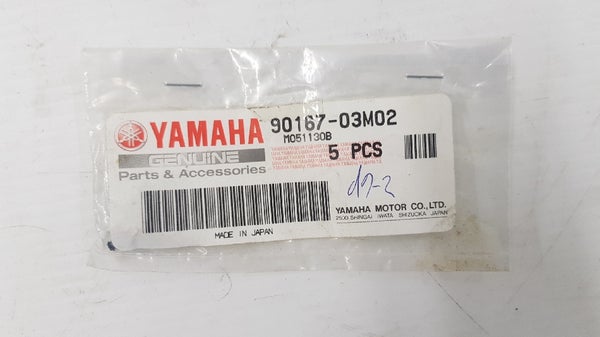 YAMAHA
GENUINE
Parts & Accessories
90167-03M02
M051130B
5 PCS
YAMAHA MOTOR CO., LTD.
2500 SHINGAI IWATA SHIZUOKA JAPAN
MADE IN JAPAN